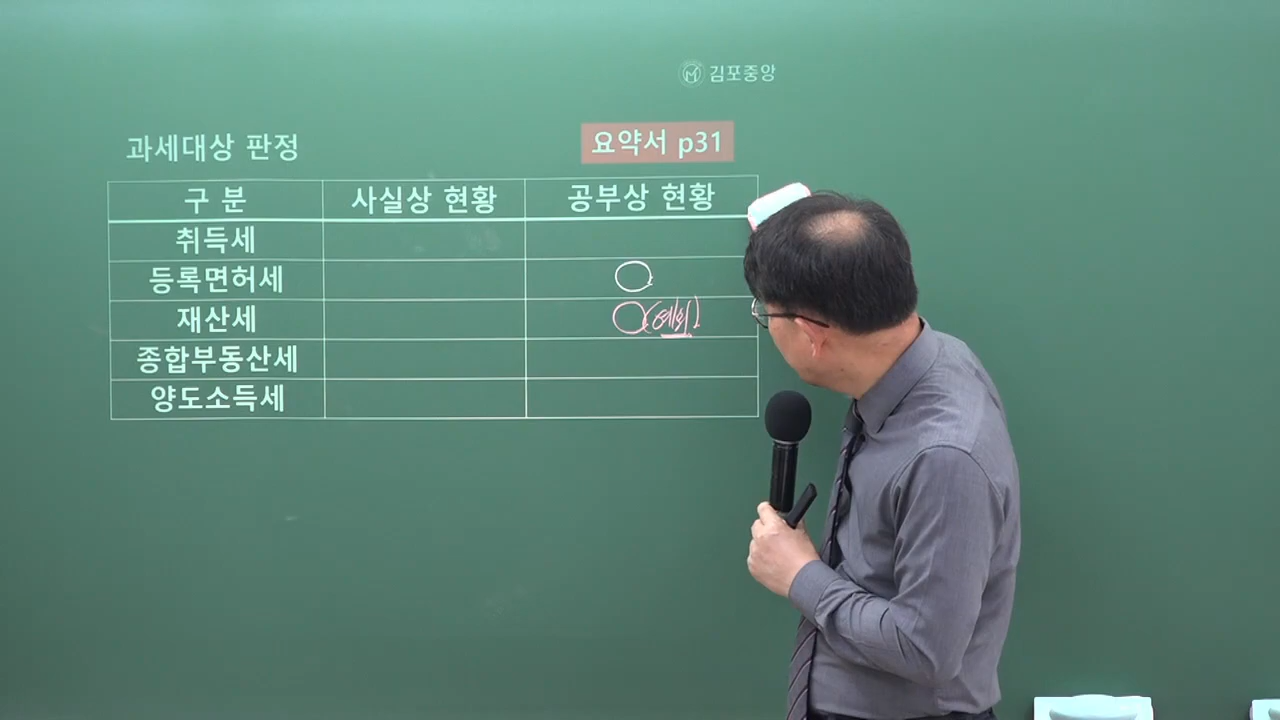 김포중앙
과세대상 판정
요약서 p31
구 분 사실상 현황 공부상 현황
취득세
등록면허세 ○
재산세 ○(예외)
종합부동산세
양도소득세